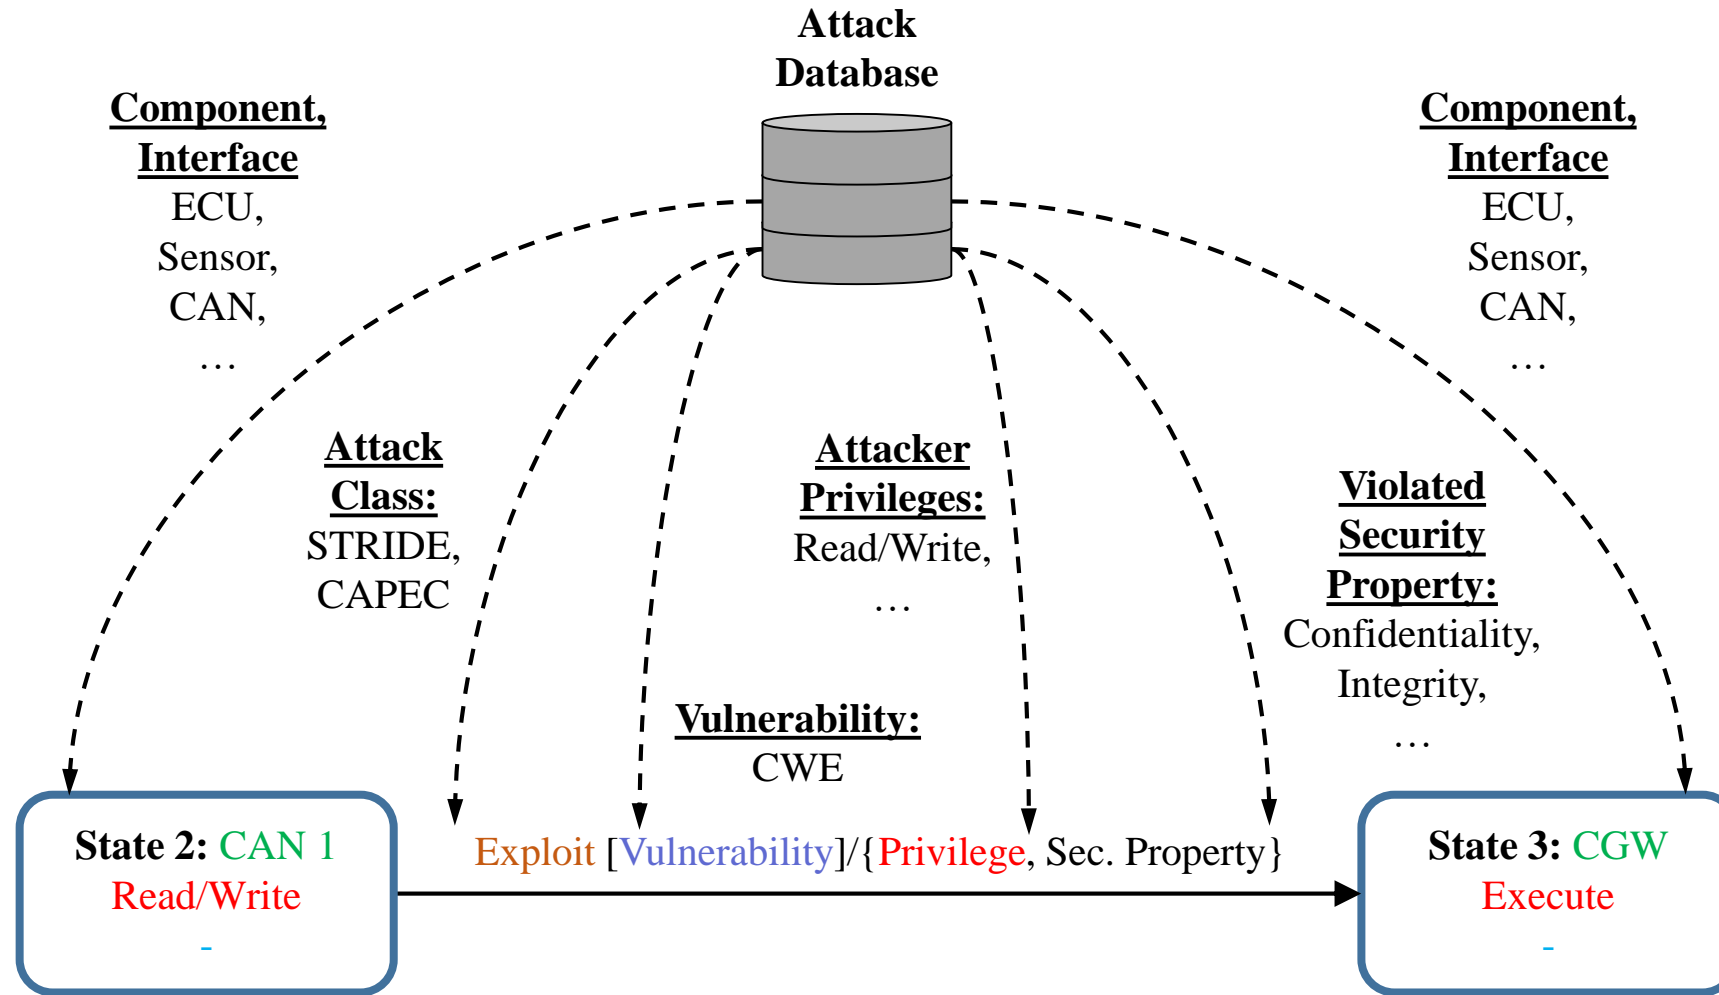 Attack
Database
Component,
Interface
ECU,
Sensor,
CAN,
…
Component,
Interface
ECU,
Sensor,
CAN,
…
Attack
Class:
STRIDE,
CAPEC
Attacker
Privileges:
Read/Write,
…
Violated
Security
Property:
Confidentiality,
Integrity,
…
Vulnerability:
CWE
State 2: CAN 1
Read/Write
-
Exploit [Vulnerability]/{Privilege, Sec. Property}
State 3: CGW
Execute
-